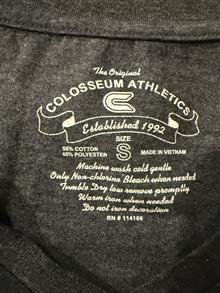 The Original
COLOSSEUM ATHLETICS
Established 1992
SIZE
S
55% COTTON
45% POLYESTER
MADE IN VIETNAM
Machine wash cold gentle
Only Non-chlorine Bleach when needed
Tumble Dry low remove promptly
Warm iron when needed
Do not iron decoration
RN # 114166